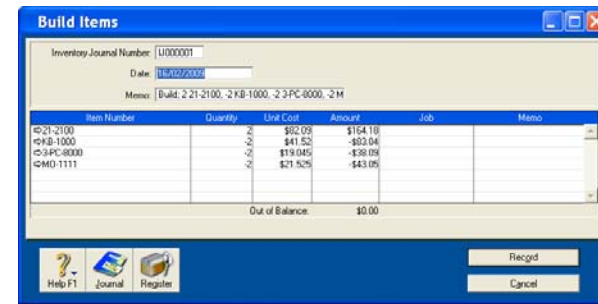 Build Items
Inventory Journal Number: IJ000001
Date: 16/02/2009
Memo: Build; 2 21-2100, -2 KB-1000, -2 3-PC-8000, -2 M
Item Number Quantity Unit Cost Amount Job Memo
21-2100 2 $82.09 $164.18
KB-1000 -2 $41.52 -$83.04
3-PC-8000 -2 $19.045 -$38.09
MO-1111 -2 $21.525 -$43.05
Out of Balance: $0.00
Help F1 Journal Register
Record
Cancel